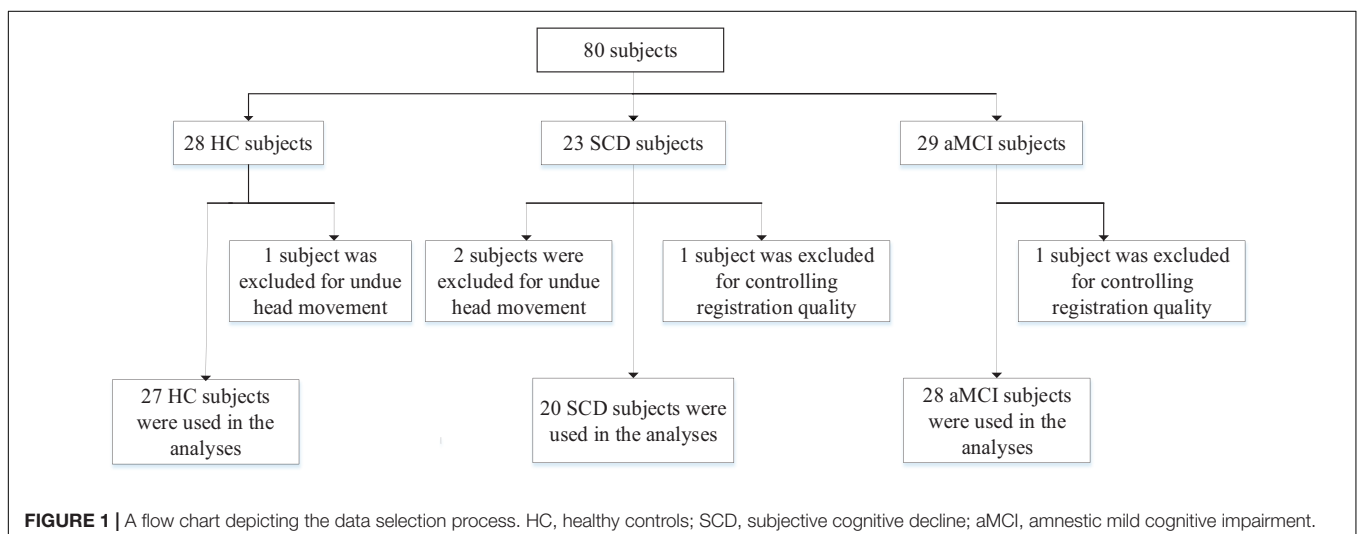 80 subjects
28 HC subjects
23 SCD subjects
29 aMCI subjects
1 subject was
excluded for undue
head movement
2 subjects were
excluded for undue
head movement
1 subject was excluded
for controlling
registration quality
1 subject was excluded
for controlling
registration quality
27 HC subjects
were used in the
analyses
20 SCD subjects were
used in the analyses
28 aMCI subjects
were used in the
analyses
FIGURE 1 | A flow chart depicting the data selection process. HC, healthy controls; SCD, subjective cognitive decline; aMCI, amnestic mild cognitive impairment.